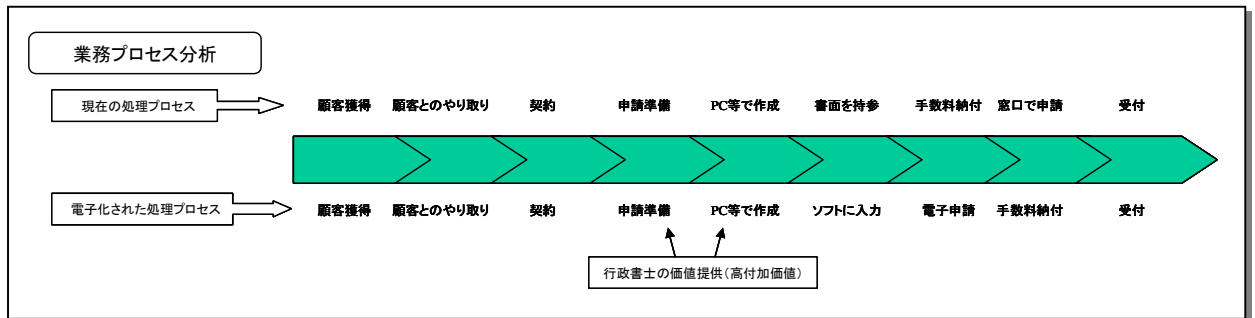 業務プロセス分析
現在の処理プロセス
顧客獲得 顧客とのやり取り 契約 申請準備 PC等で作成 書面を持参 手数料納付 窓口で申請 受付
電子化された処理プロセス
顧客獲得 顧客とのやり取り 契約 申請準備 PC等で作成 ソフトに入力 電子申請 手数料納付 受付
行政書士の価値提供（高付加価値）